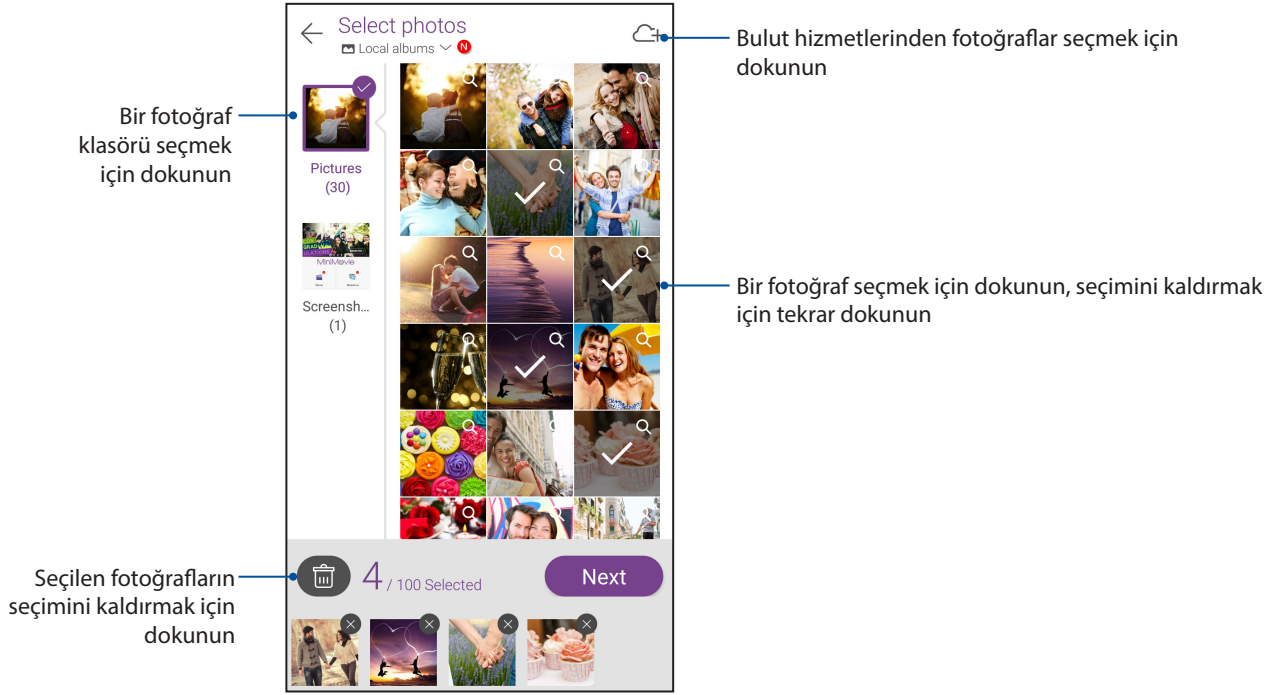 Select photos
Local albums
N
Bulut hizmetlerinden fotoğraflar seçmek için
dokunun
Bir fotoğraf
klasörü seçmek
için dokunun
Pictures
(30)
MiniMovie
Screensh...
(1)
Bir fotoğraf seçmek için dokunun, seçimini kaldırmak
için tekrar dokunun
Seçilen fotoğrafların
seçimini kaldırmak için
dokunun
4 / 100 Selected
Next